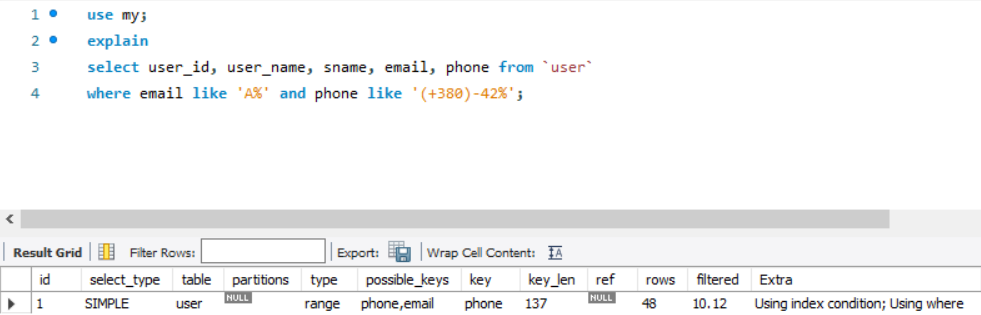 1 use my;
2 explain
3 select user_id, user_name, sname, email, phone from `user`
4 where email like 'A%' and phone like '(+380)-42%';
Result Grid Filter Rows: Export: Wrap Cell Content:
id select_type table partitions type possible_keys key key_len ref rows filtered Extra
1 SIMPLE user NULL range phone,email phone 137 NULL 48 10.12 Using index condition; Using where